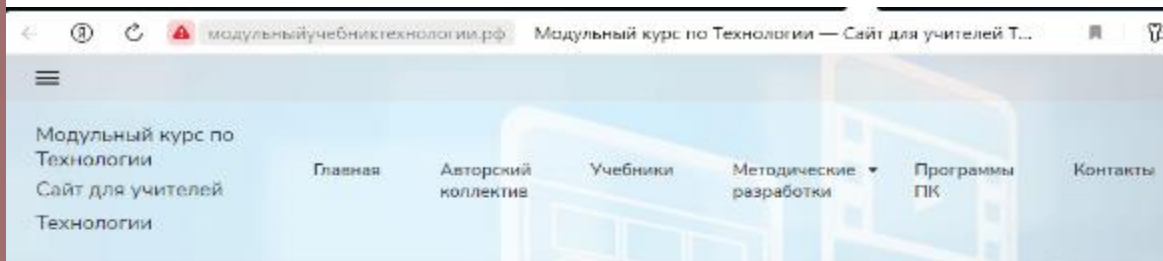 модульныйучебниктехнологии.рф Модульный курс по Технологии — Сайт для учителей Т...
Модульный курс по
Технологии
Сайт для учителей
Технологии
Главная
Авторский
коллектив
Учебники
Методические
разработки
Программы
ПК
Контакты